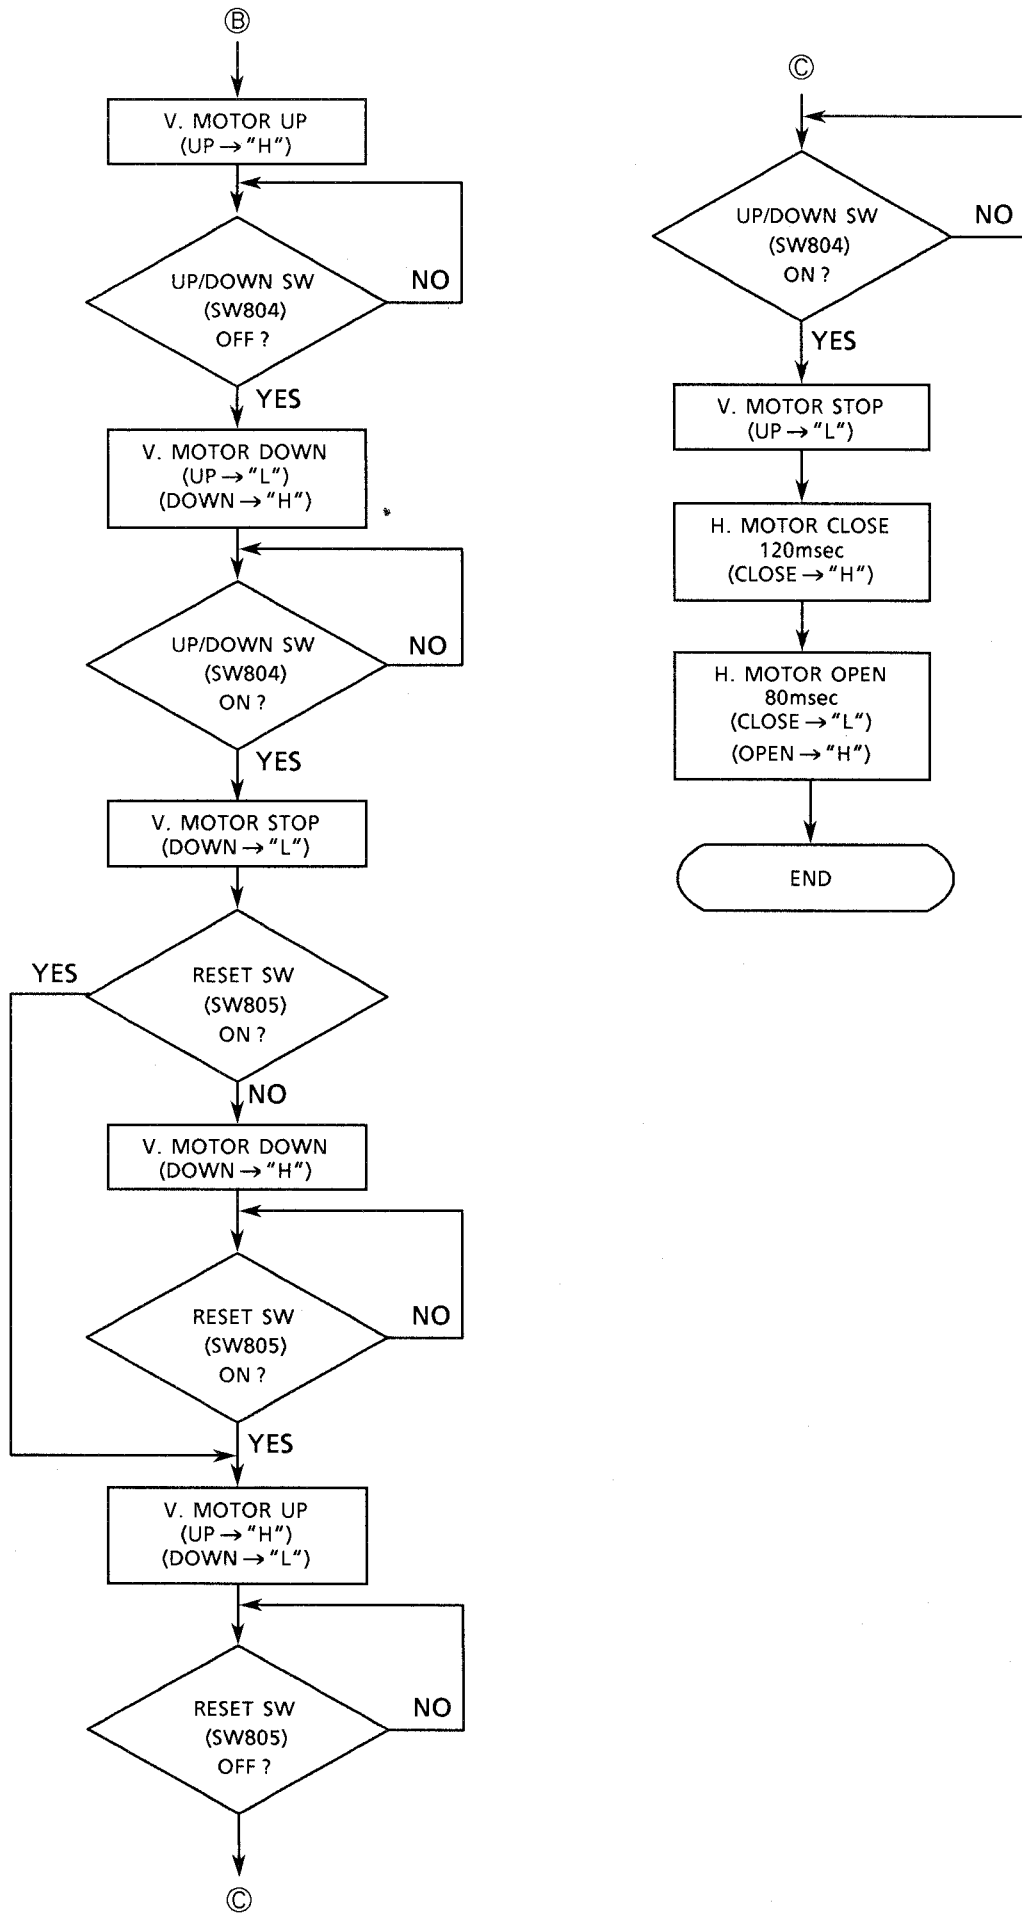 Ⓑ
V. MOTOR UP
(UP → "H")
UP/DOWN SW
(SW804)
OFF ?
NO
YES
V. MOTOR DOWN
(UP → "L")
(DOWN → "H")
UP/DOWN SW
(SW804)
ON ?
NO
YES
V. MOTOR STOP
(DOWN → "L")
RESET SW
(SW805)
ON ?
YES
NO
V. MOTOR DOWN
(DOWN → "H")
RESET SW
(SW805)
ON ?
NO
YES
V. MOTOR UP
(UP → "H")
(DOWN → "L")
RESET SW
(SW805)
OFF ?
NO
Ⓒ
Ⓒ
UP/DOWN SW
(SW804)
ON ?
NO
YES
V. MOTOR STOP
(UP → "L")
H. MOTOR CLOSE
120msec
(CLOSE → "H")
H. MOTOR OPEN
80msec
(CLOSE → "L")
(OPEN → "H")
END